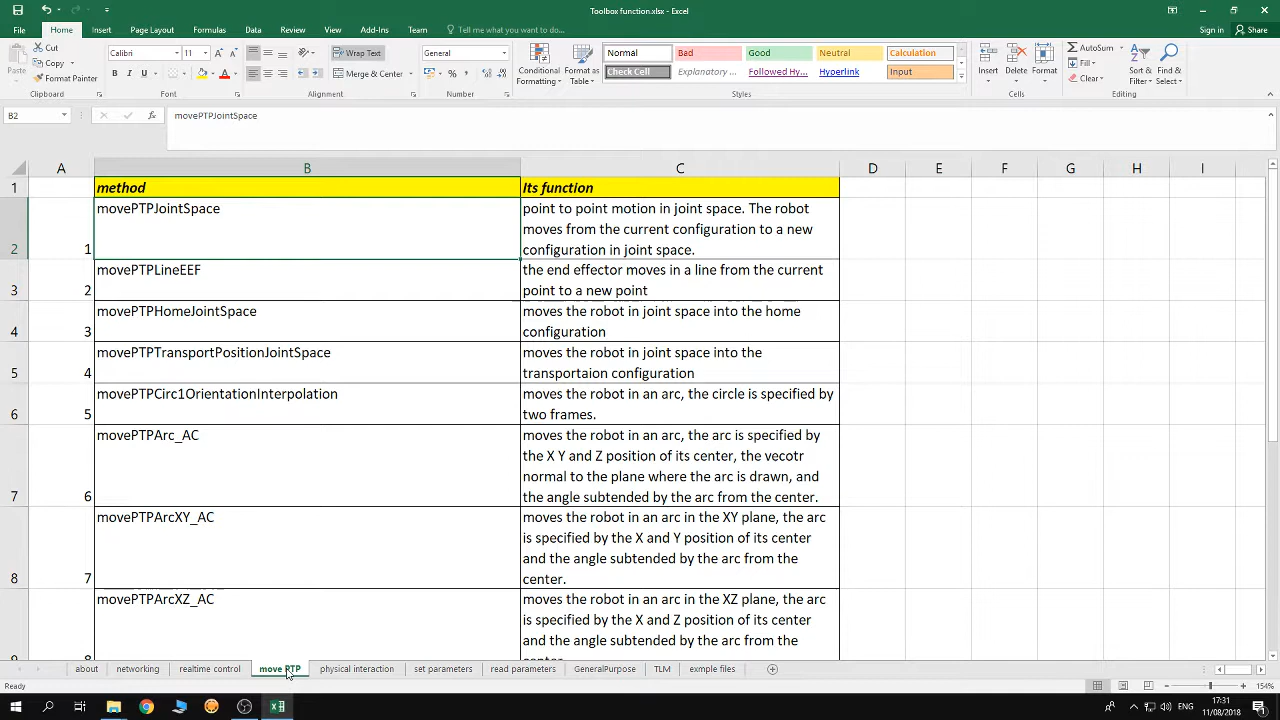 Toolbox function.xlsx - Excel
File Home Insert Page Layout Formulas Data Review View Add-Ins Team Tell me what you want to do... Sign in Share
Cut
Copy
Format Painter
Paste
Clipboard
Calibri 11
B I U
Font
Wrap Text
Merge & Center
Alignment
General
Number
Conditional Formatting
Format as Table
Normal Bad Good Neutral Calculation
Check Cell Explanatory ... Followed Hy... Hyperlink Input
Styles
Insert Delete Format
Cells
AutoSum
Fill
Clear
Sort & Filter
Find & Select
Editing
B2 fx movePTPJointSpace
A B C D E F G H I
1 method Its function
2 1 movePTPJointSpace point to point motion in joint space. The robot
moves from the current configuration to a new
configuration in joint space.
3 2 movePTPLineEEF the end effector moves in a line from the current
point to a new point
4 3 movePTPHomeJointSpace moves the robot in joint space into the home
configuration
5 4 movePTPTransportPositionJointSpace moves the robot in joint space into the
transportaion configuration
6 5 movePTPCirc1OrientationInterpolation moves the robot in an arc, the circle is specified by
two frames.
7 6 movePTPArc_AC moves the robot in an arc, the arc is specified by
the X Y and Z position of its center, the vecotr
normal to the plane where the arc is drawn, and
the angle subtended by the arc from the center.
8 7 movePTPArcXY_AC moves the robot in an arc in the XY plane, the arc
is specified by the X and Y position of its center
and the angle subtended by the arc from the
center.
movePTPArcXZ_AC moves the robot in an arc in the XZ plane, the arc
is specified by the X and Z position of its center
and the angle subtended by the arc from the
about networking realtime control move PTP physical interaction set parameters read parameters GeneralPurpose TLM exmple files
Ready 154%
ENG 17:31
11/08/2018